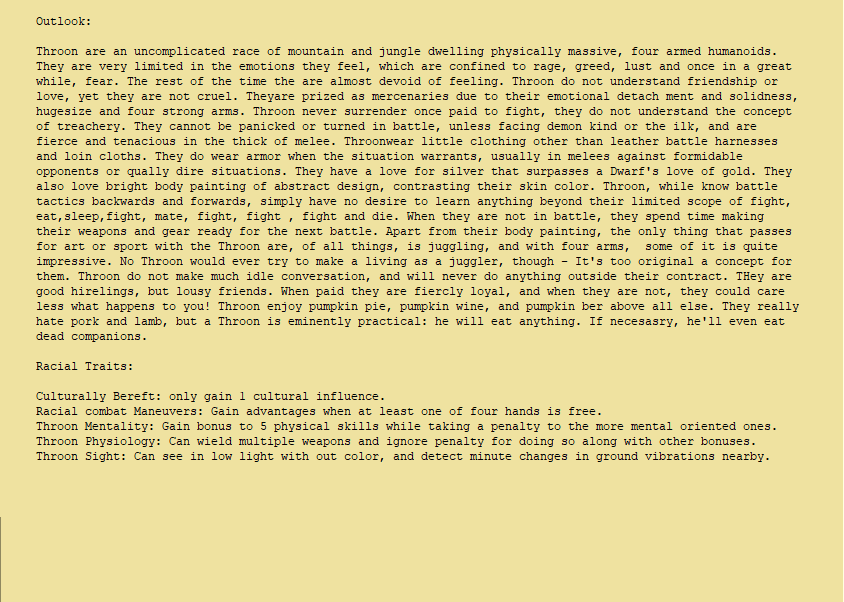 Outlook:
Throon are an uncomplicated race of mountain and jungle dwelling physically massive, four armed humanoids.
They are very limited in the emotions they feel, which are confined to rage, greed, lust and once in a great
while, fear. The rest of the time the are almost devoid of feeling. Throon do not understand friendship or
love, yet they are not cruel. Theyare prized as mercenaries due to their emotional detach ment and solidness,
hugesize and four strong arms. Throon never surrender once paid to fight, they do not understand the concept
of treachery. They cannot be panicked or turned in battle, unless facing demon kind or the ilk, and are
fierce and tenacious in the thick of melee. Throonwear little clothing other than leather battle harnesses
and loin cloths. They do wear armor when the situation warrants, usually in melees against formidable
opponents or qually dire situations. They have a love for silver that surpasses a Dwarf's love of gold. They
also love bright body painting of abstract design, contrasting their skin color. Throon, while know battle
tactics backwards and forwards, simply have no desire to learn anything beyond their limited scope of fight,
eat,sleep,fight, mate, fight, fight , fight and die. When they are not in battle, they spend time making
their weapons and gear ready for the next battle. Apart from their body painting, the only thing that passes
for art or sport with the Throon are, of all things, is juggling, and with four arms,  some of it is quite
impressive. No Throon would ever try to make a living as a juggler, though - It's too original a concept for
them. Throon do not make much idle conversation, and will never do anything outside their contract. THey are
good hirelings, but lousy friends. When paid they are fiercly loyal, and when they are not, they could care
less what happens to you! Throon enjoy pumpkin pie, pumpkin wine, and pumpkin ber above all else. They really
hate pork and lamb, but a Throon is eminently practical: he will eat anything. If necesasry, he'll even eat
dead companions.
Racial Traits:
Culturally Bereft: only gain 1 cultural influence.
Racial combat Maneuvers: Gain advantages when at least one of four hands is free.
Throon Mentality: Gain bonus to 5 physical skills while taking a penalty to the more mental oriented ones.
Throon Physiology: Can wield multiple weapons and ignore penalty for doing so along with other bonuses.
Throon Sight: Can see in low light with out color, and detect minute changes in ground vibrations nearby.